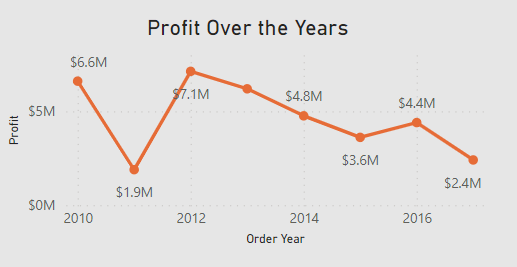 Profit Over the Years
$6.6M
$7.1M
$4.8M
$4.4M
$5M
Profit
$3.6M
$1.9M
$2.4M
$0M
2010 2012 2014 2016
Order Year